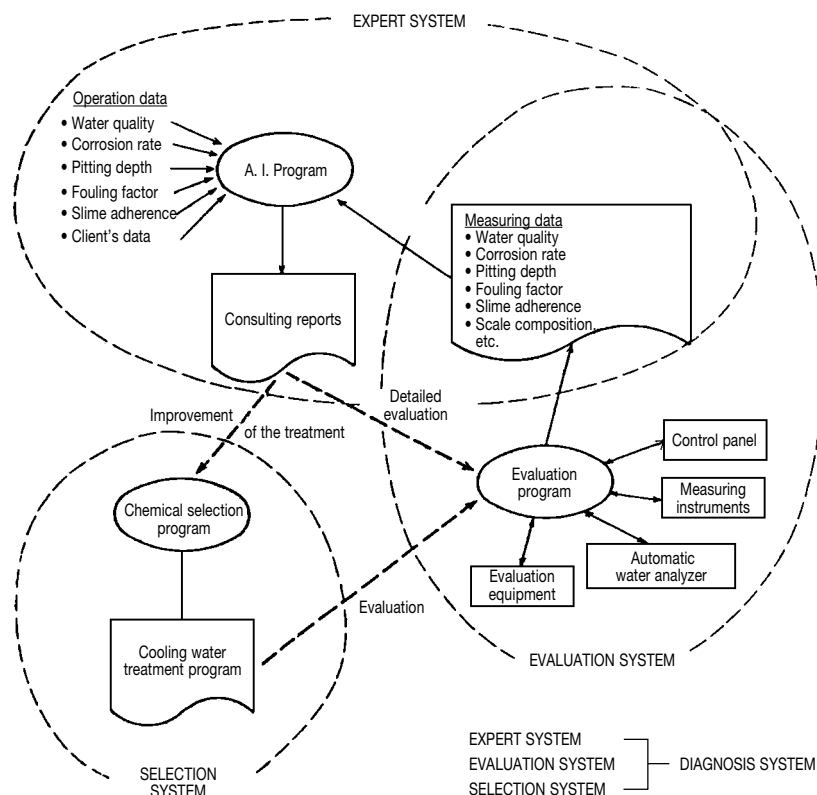 EXPERT SYSTEM
Operation data
• Water quality
• Corrosion rate
• Pitting depth
• Fouling factor
• Slime adherence
• Client's data
A. I. Program
Measuring data
• Water quality
• Corrosion rate
• Pitting depth
• Fouling factor
• Slime adherence
• Scale composition,
etc.
Consulting reports
Improvement
of the treatment
Detailed
evaluation
Control panel
Evaluation
program
Measuring
instruments
Chemical selection
program
Automatic
water analyzer
Evaluation
equipment
Evaluation
Cooling water
treatment program
EVALUATION SYSTEM
SELECTION
SYSTEM
EXPERT SYSTEM
EVALUATION SYSTEM
SELECTION SYSTEM
DIAGNOSIS SYSTEM